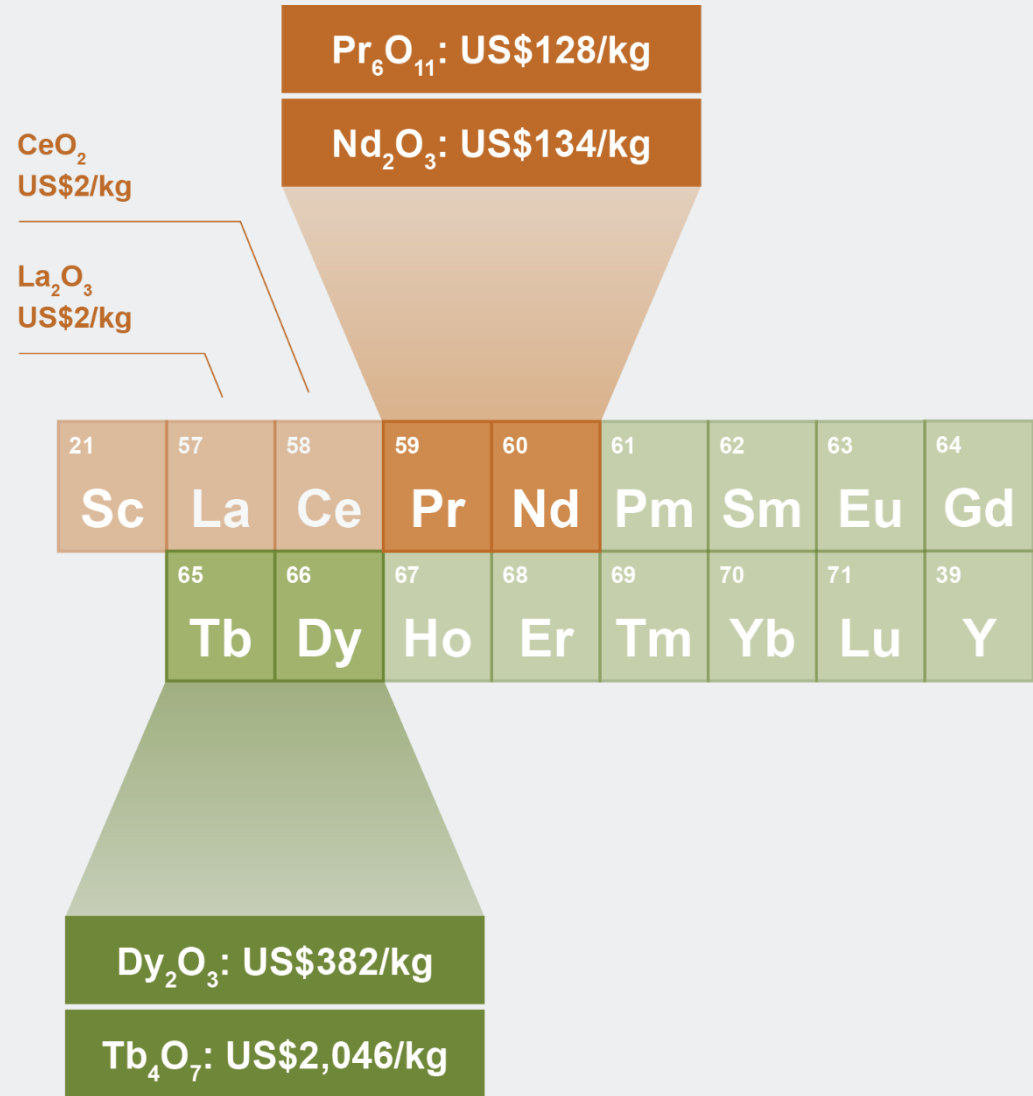 Pr₆O₁₁: US$128/kg
Nd₂O₃: US$134/kg
CeO₂
US$2/kg
La₂O₃
US$2/kg
21 57 58 59 60 61 62 63 64
Sc La Ce Pr Nd Pm Sm Eu Gd
65 66 67 68 69 70 71 39
Tb Dy Ho Er Tm Yb Lu Y
Dy₂O₃: US$382/kg
Tb₄O₇: US$2,046/kg